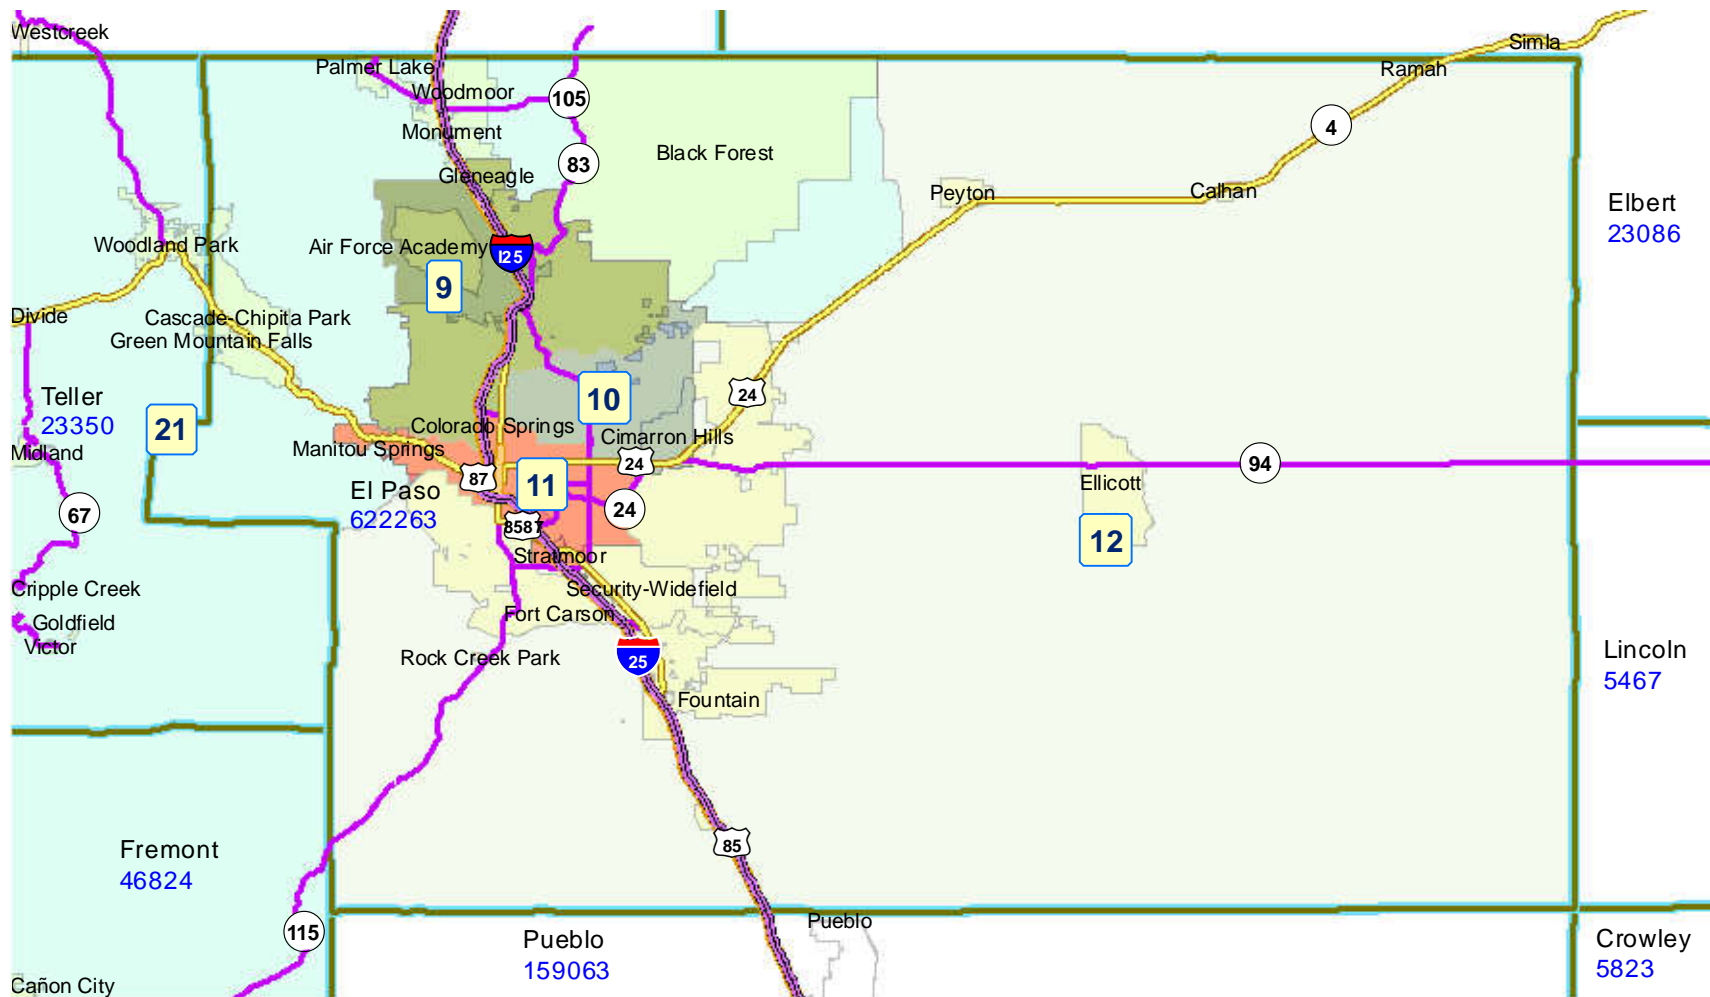 Westcreek
Simla
Palmer Lake
Ramah
Woodmoor
105
4
Monument
Black Forest
83
Gleneagle
Peyton
Calhan
Elbert
23086
Woodland Park
Air Force Academy
I25
9
Divide
Cascade-Chipita Park
Green Mountain Falls
Teller
23350
24
10
21
Colorado Springs
Cimarron Hills
Midland
Manitou Springs
24
94
87
11
Ellicott
El Paso
622263
67
24
8587
12
Stratmoor
Cripple Creek
Security-Widefield
Goldfield
Fort Carson
Victor
Rock Creek Park
25
Lincoln
5467
Fountain
Fremont
46824
85
115
Pueblo
Pueblo
159063
Crowley
5823
Cañon City